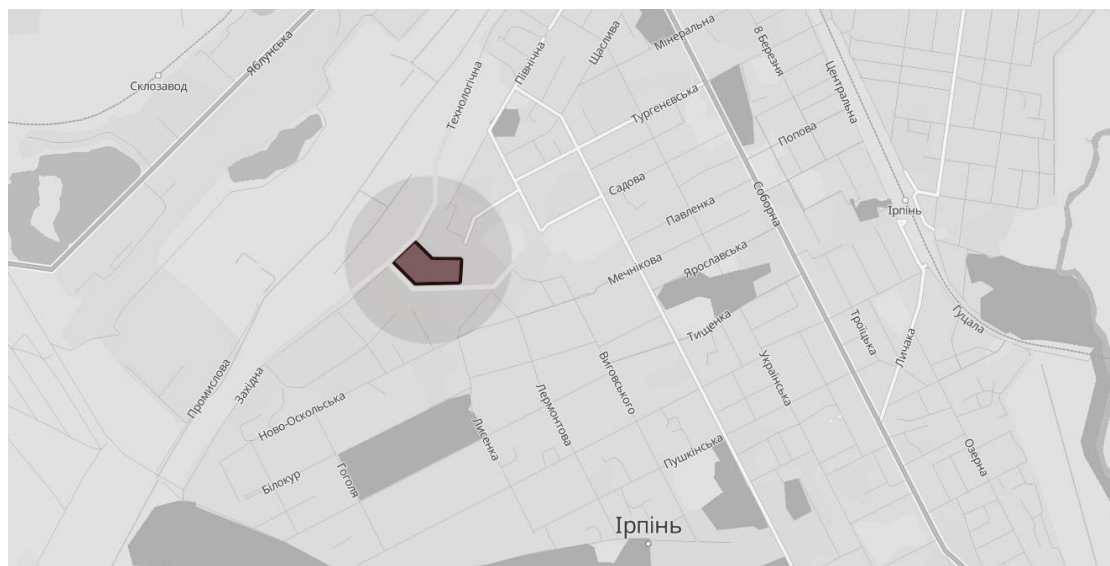 Мінеральна
8 Березня
Щаслива
Яблунська
Північна
Склозавод
Технологічна
Центральна
Тургенєвська
Попова
Садова
Соборна
Павленка
Ірпінь
Мечнікова
Ярославська
Тищенка
Гуцала
Троїцька
Личака
Промислова
Західна
Виговського
Українська
Ново-Оскольська
Лермонтова
Лисенка
Пушкінська
Озерна
Білокур
Гоголя
Ірпінь